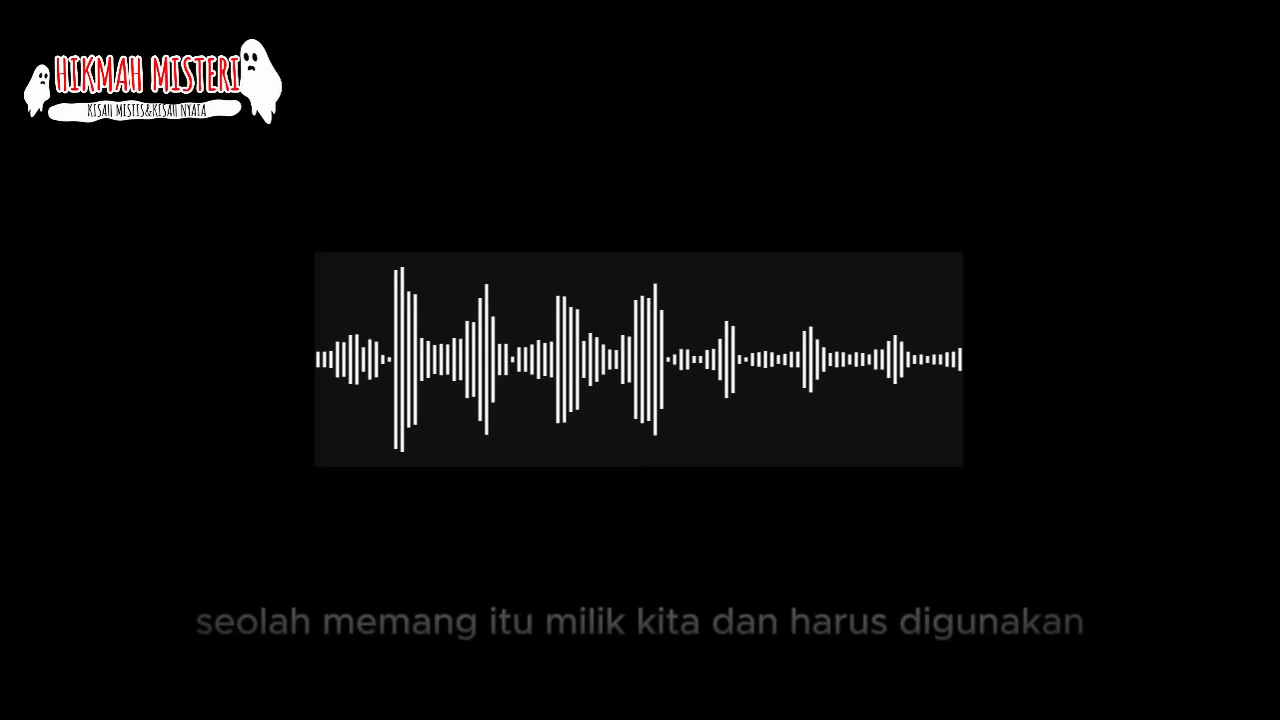 HIKMAH MISTERI
KISAH MISTIS&KISAH NYATA
seolah memang itu milik kita dan harus digunakan